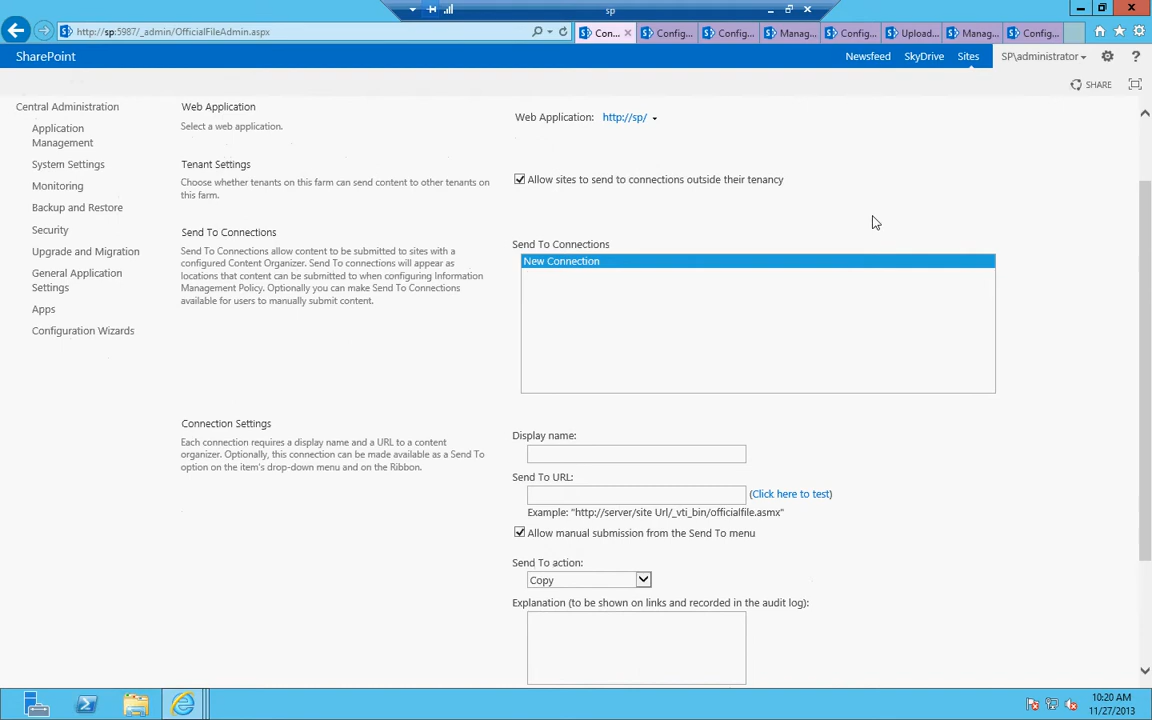 sp
http://sp:5987/_admin/OfficialFileAdmin.aspx
Con...
Config...
Config...
Manag...
Config...
Upload...
Manag...
Config...
SharePoint
Newsfeed
SkyDrive
Sites
SP\administrator
?
SHARE
Central Administration
Application
Management
System Settings
Monitoring
Backup and Restore
Security
Upgrade and Migration
General Application
Settings
Apps
Configuration Wizards
Web Application
Select a web application.
Web Application: http://sp/
Tenant Settings
Choose whether tenants on this farm can send content to other tenants on
this farm.
Allow sites to send to connections outside their tenancy
Send To Connections
Send To Connections allow content to be submitted to sites with a
configured Content Organizer. Send To connections will appear as
locations that content can be submitted to when configuring Information
Management Policy. Optionally you can make Send To Connections
available for users to manually submit content.
Send To Connections
New Connection
Connection Settings
Each connection requires a display name and a URL to a content
organizer. Optionally, this connection can be made available as a Send To
option on the item's drop-down menu and on the Ribbon.
Display name:
Send To URL:
(Click here to test)
Example: "http://server/site Url/_vti_bin/officialfile.asmx"
Allow manual submission from the Send To menu
Send To action:
Copy
Explanation (to be shown on links and recorded in the audit log):
10:20 AM
11/27/2013